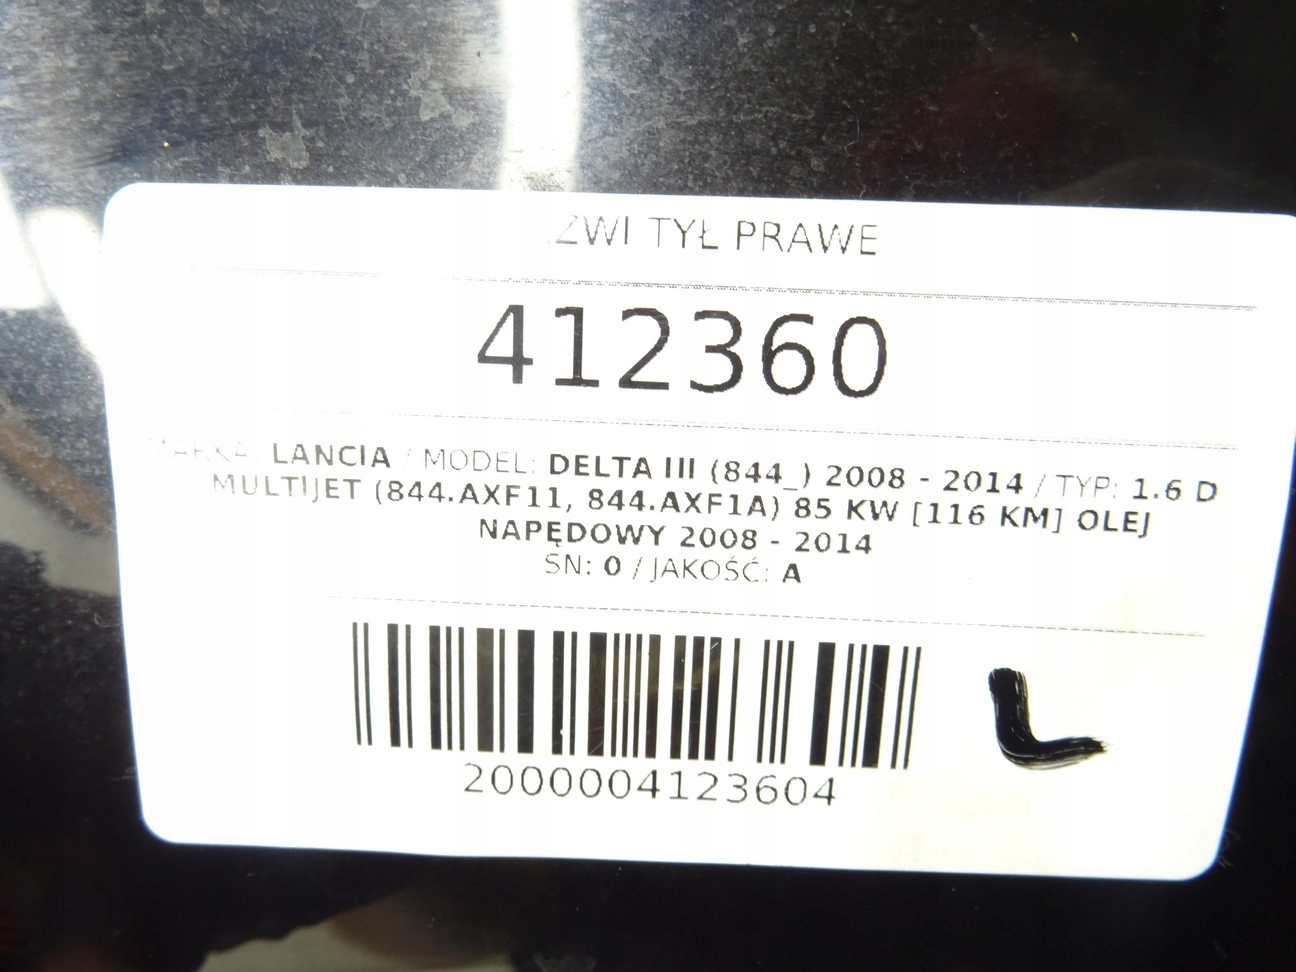 TYŁ PRAWE
412360
MARKA: LANCIA / MODEL: DELTA III (844_) 2008 - 2014 / TYP: 1.6 D
MULTIJET (844.AXF11, 844.AXF1A) 85 KW [116 KM] OLEJ
NAPĘDOWY 2008 - 2014
SN: 0 / JAKOŚĆ: A
2000004123604
L